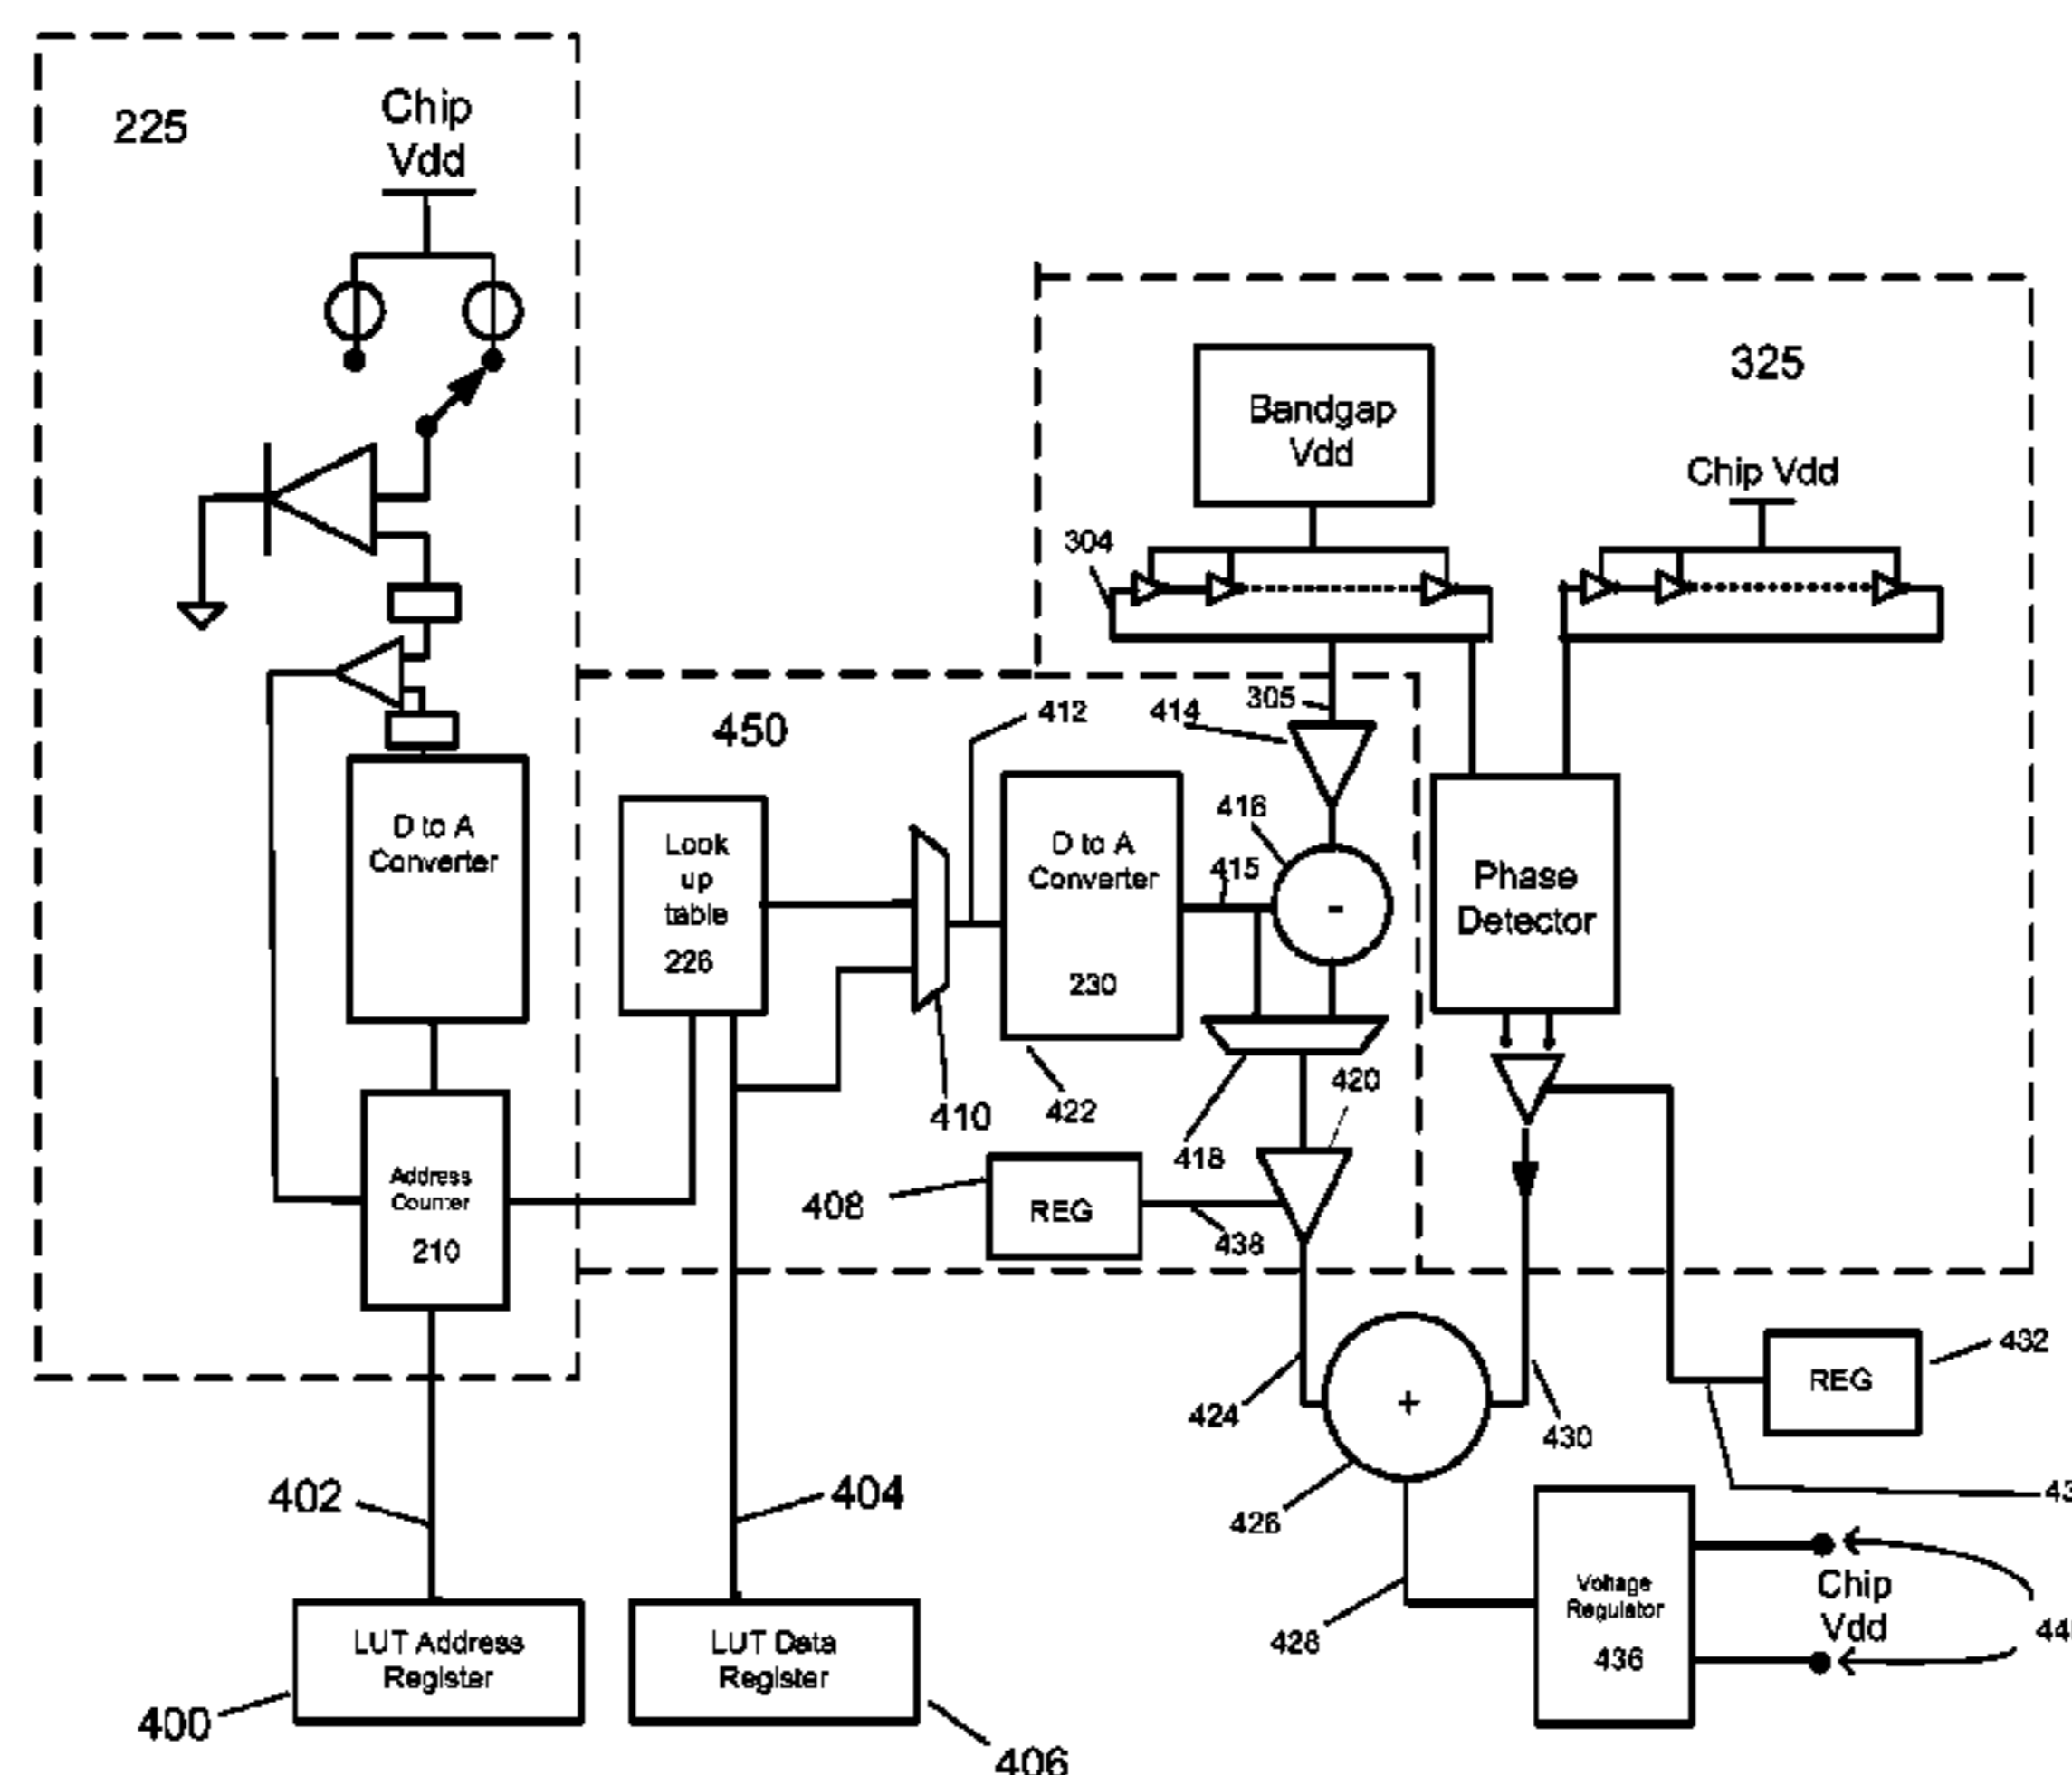 225
Chip
Vdd
Bandgap
Vdd
325
Chip Vdd
304
450
412
414
305
D to A
Converter
Look
up
table
226
D to A
Converter
230
416
415
-
Phase
Detector
410
422
418
420
Address
Counter
210
408
REG
438
424
+
430
REG
432
402
404
426
428
Voltage
Regulator
436
Chip
Vdd
LUT Address
Register
LUT Data
Register
400
406